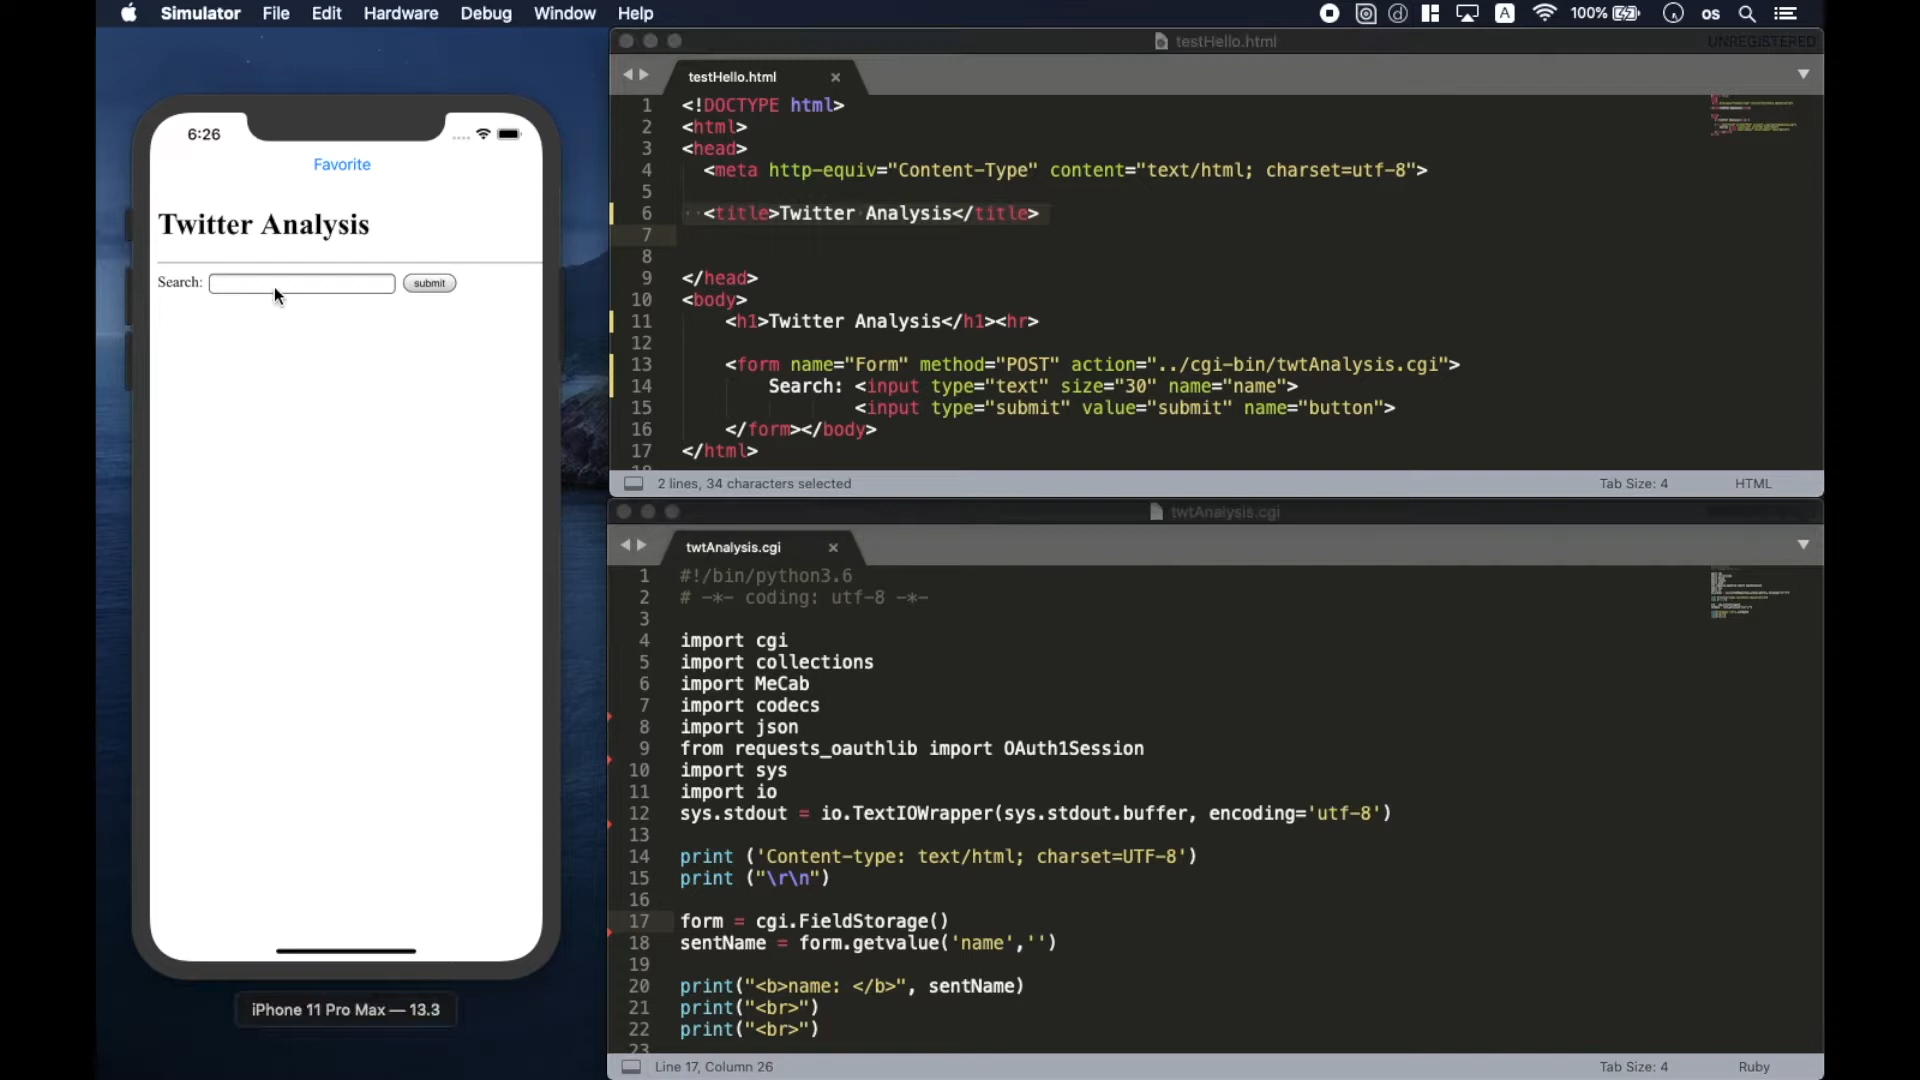 Simulator File Edit Hardware Debug Window Help
A 100% os
6:26
Favorite
Twitter Analysis
Search: submit
iPhone 11 Pro Max — 13.3
testHello.html
UNREGISTERED
testHello.html
1 <!DOCTYPE html>
2 <html>
3 <head>
4 <meta http-equiv="Content-Type" content="text/html; charset=utf-8">
5
6 <title>Twitter Analysis</title>
7
8
9 </head>
10 <body>
11 <h1>Twitter Analysis</h1><hr>
12
13 <form name="Form" method="POST" action="../cgi-bin/twtAnalysis.cgi">
14 Search: <input type="text" size="30" name="name">
15 <input type="submit" value="submit" name="button">
16 </form></body>
17 </html>
18
2 lines, 34 characters selected Tab Size: 4 HTML
twtAnalysis.cgi
twtAnalysis.cgi
1 #!/bin/python3.6
2 # -*- coding: utf-8 -*-
3
4 import cgi
5 import collections
6 import MeCab
7 import codecs
8 import json
9 from requests_oauthlib import OAuth1Session
10 import sys
11 import io
12 sys.stdout = io.TextIOWrapper(sys.stdout.buffer, encoding='utf-8')
13
14 print ('Content-type: text/html; charset=UTF-8')
15 print ("\r\n")
16
17 form = cgi.FieldStorage()
18 sentName = form.getvalue('name','')
19
20 print("<b>name: </b>", sentName)
21 print("<br>")
22 print("<br>")
23
Line 17, Column 26 Tab Size: 4 Ruby